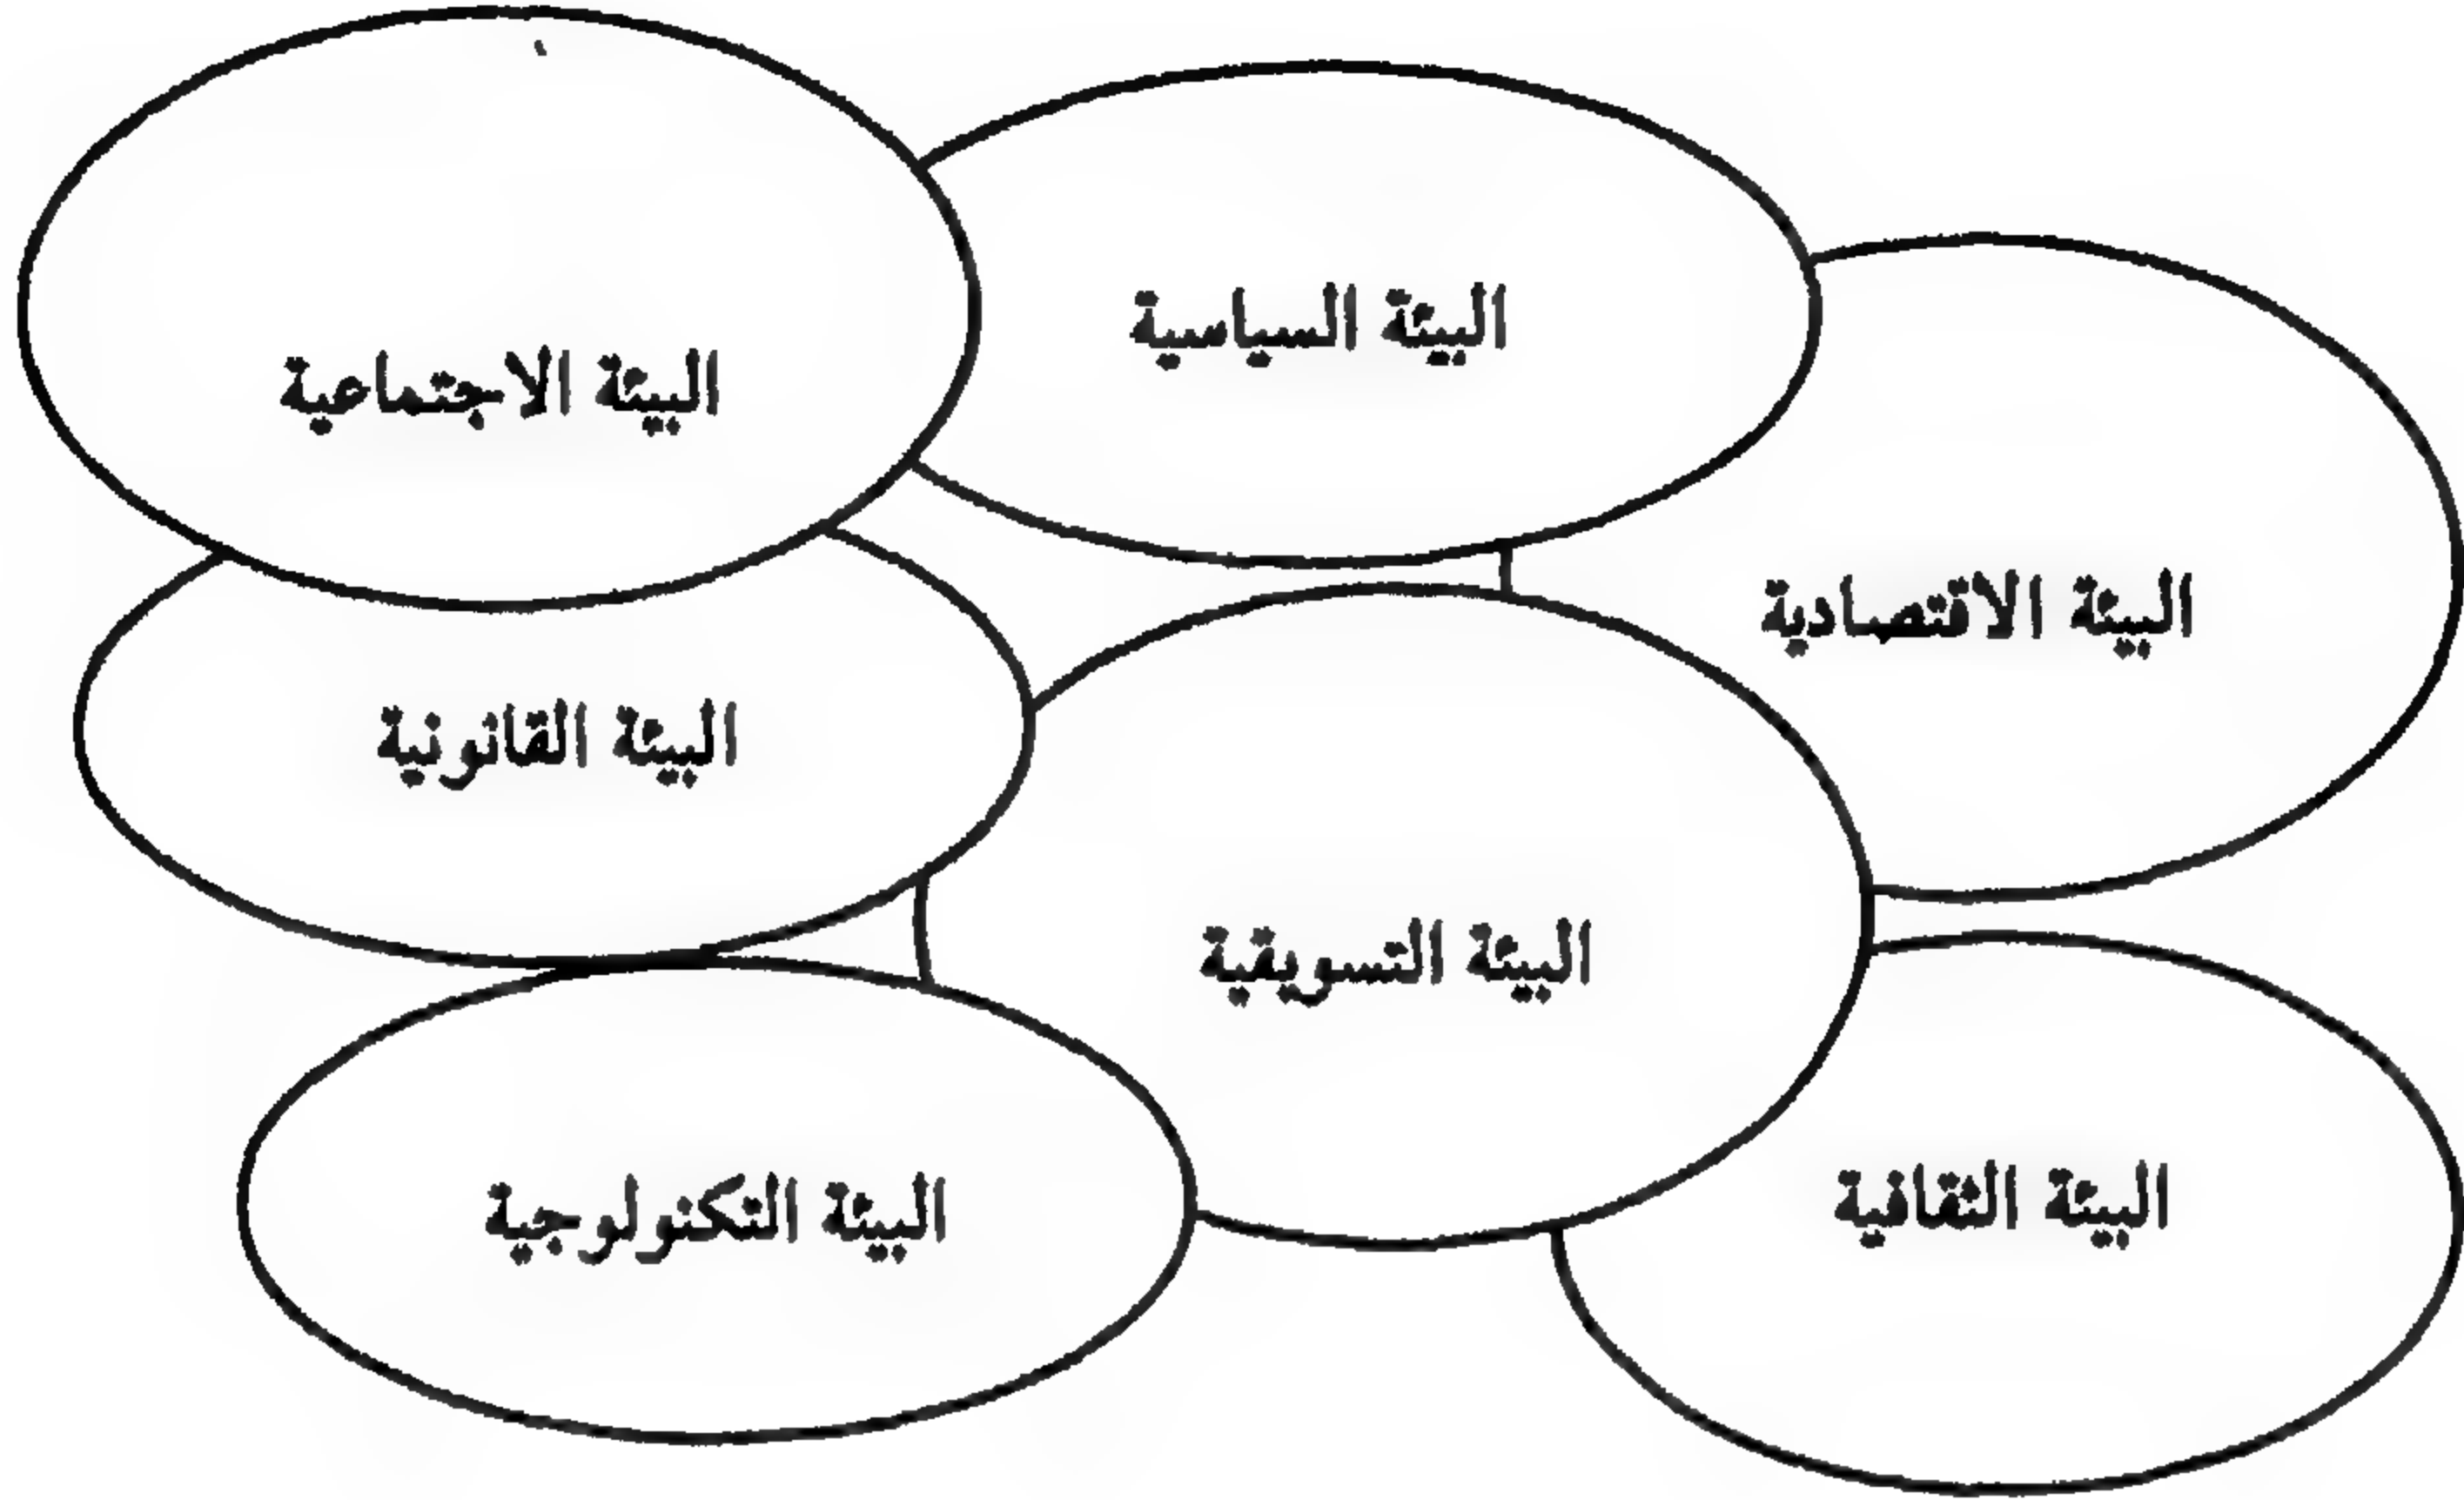 البيئة السياسية
البيئة الاجتماعية
البيئة الاقتصادية
البيئة القانونية
البيئة التسويقية
البيئة الثقافية
البيئة التكنولوجية